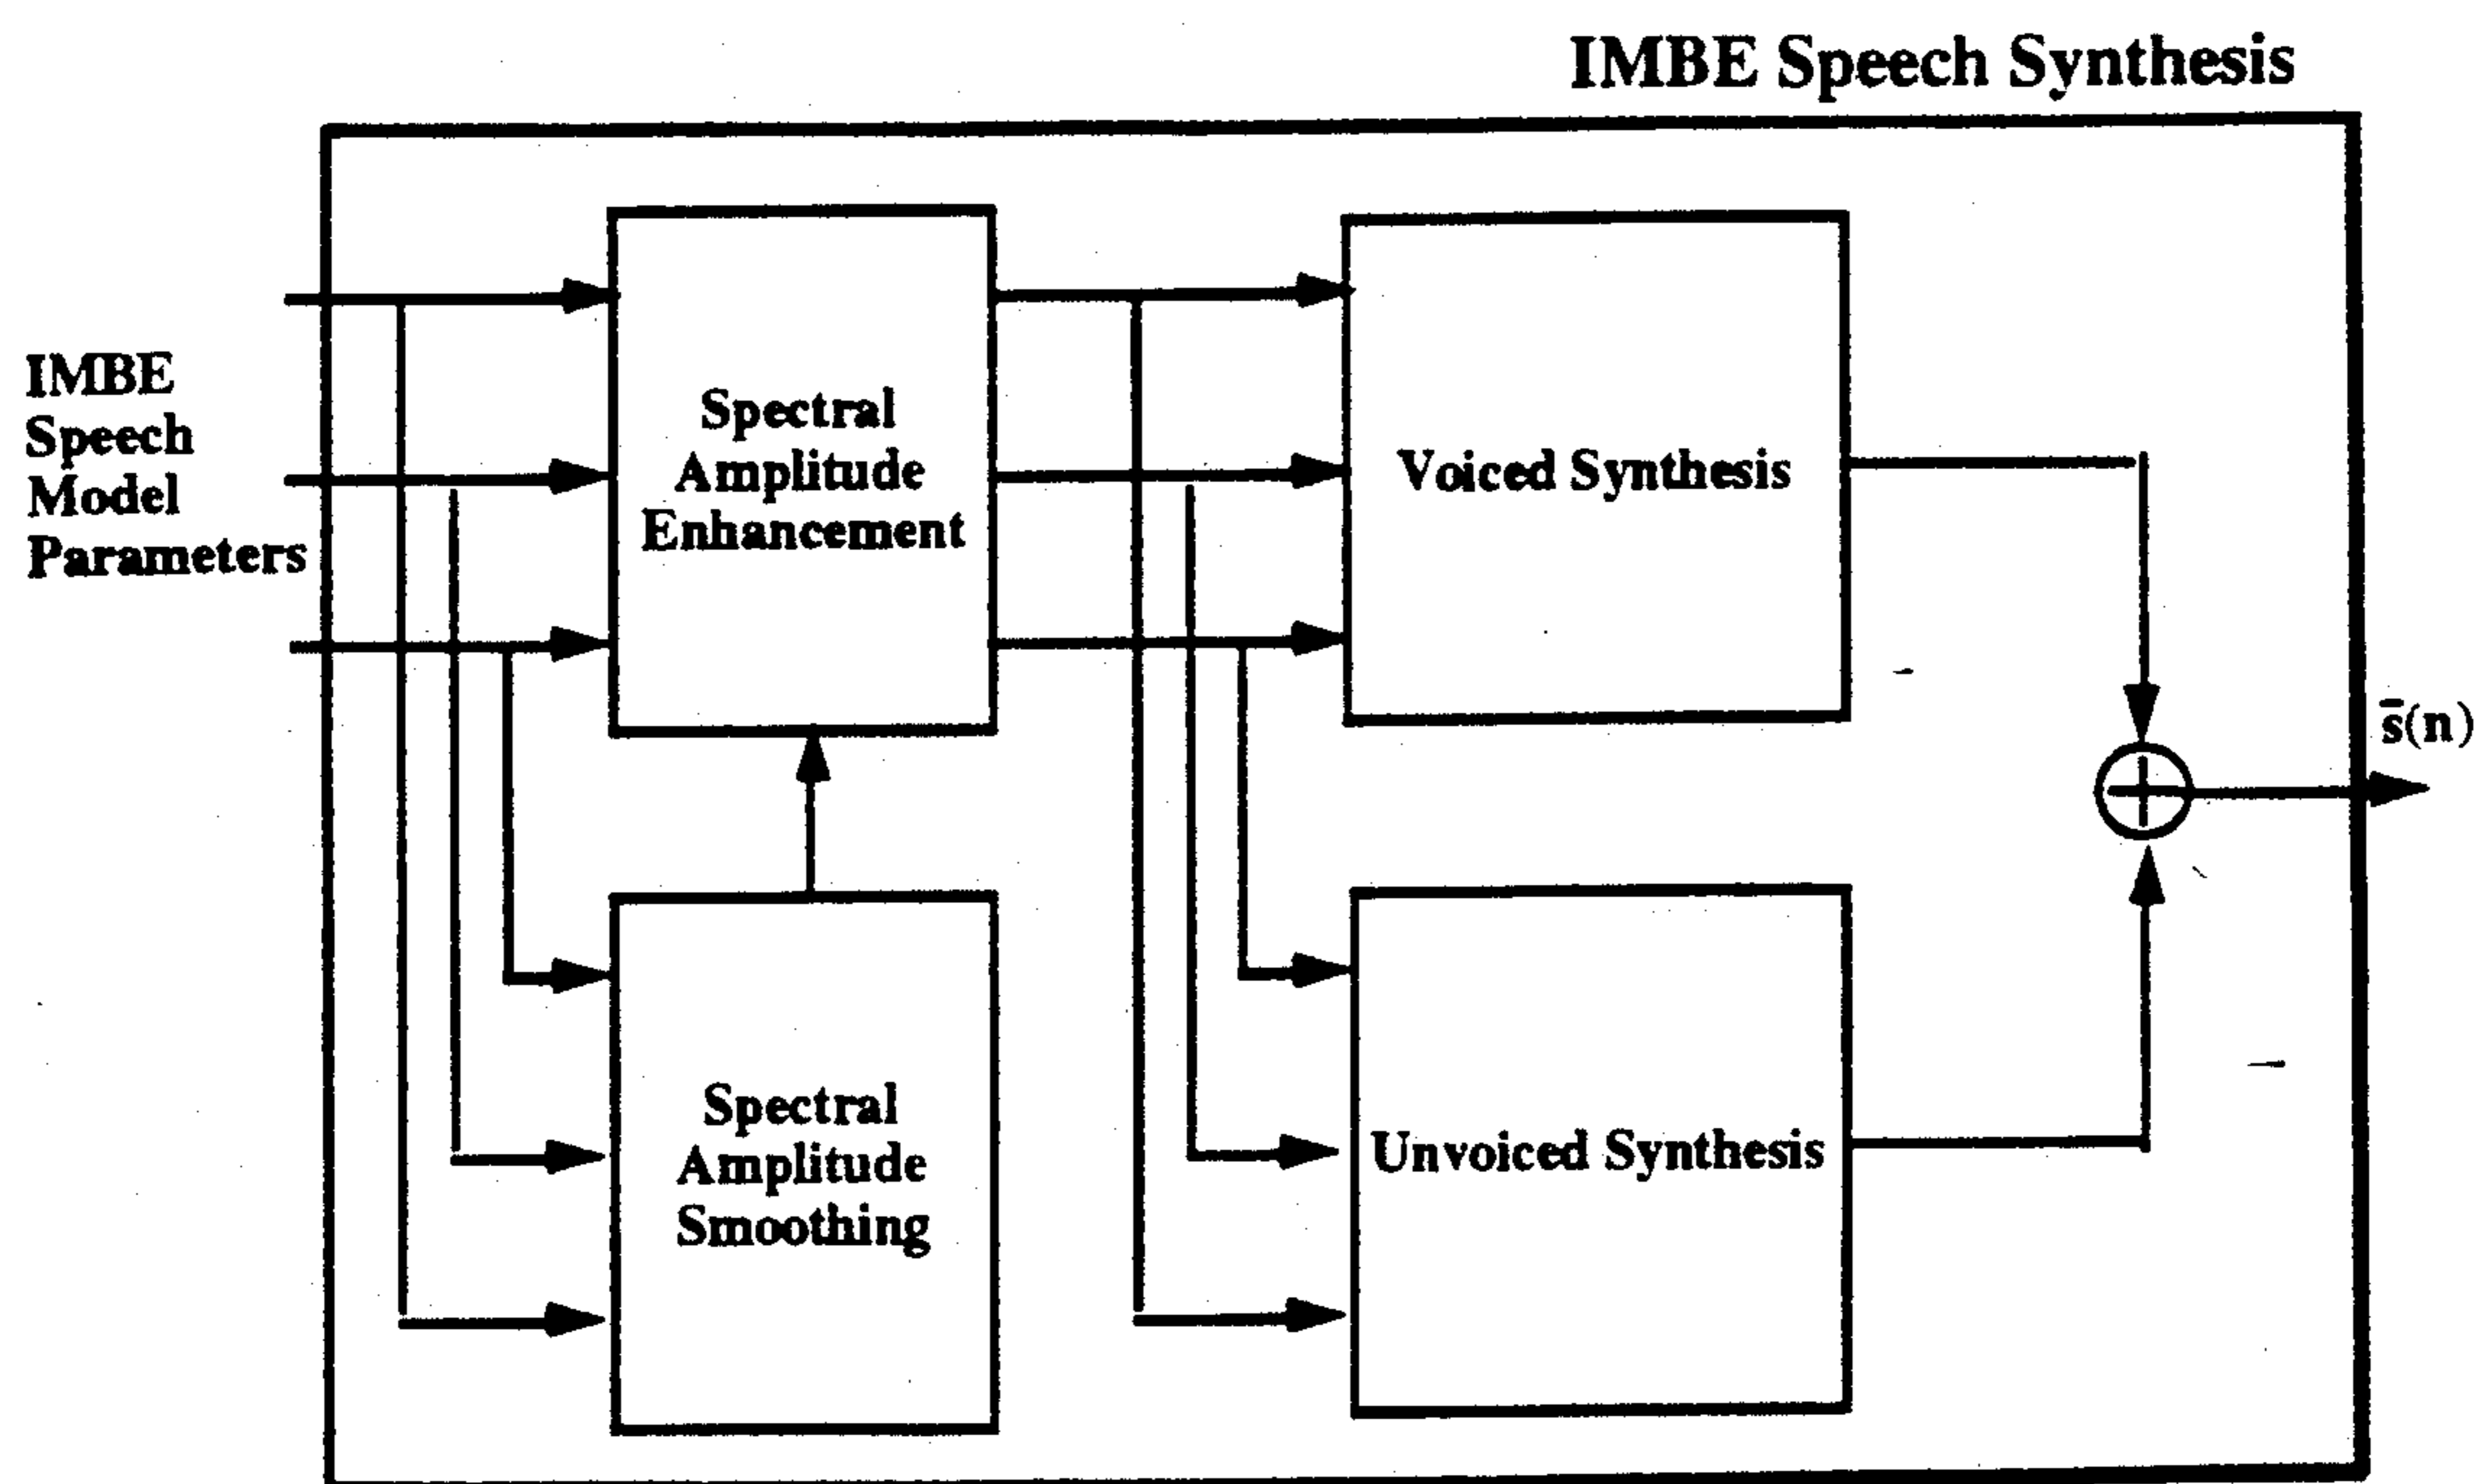 IMBE Speech Synthesis
IMBE
Speech
Model
Parameters
Spectral
Amplitude
Enhancement
Voiced Synthesis
s̄(n)
Spectral
Amplitude
Smoothing
Unvoiced Synthesis